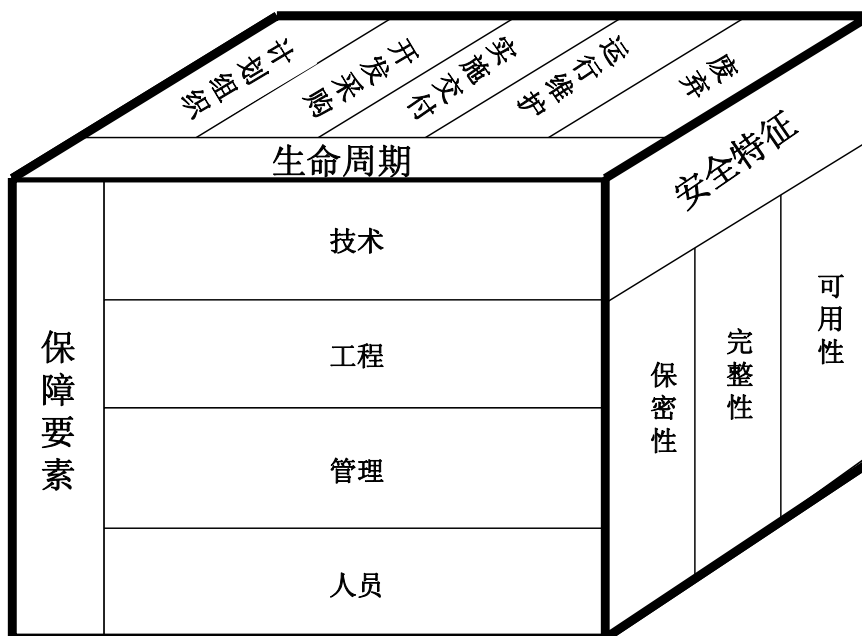 计划组织
开发采购
实施交付
运行维护
废弃
生命周期
安全特征
保障要素
技术
工程
管理
人员
保密性
完整性
可用性